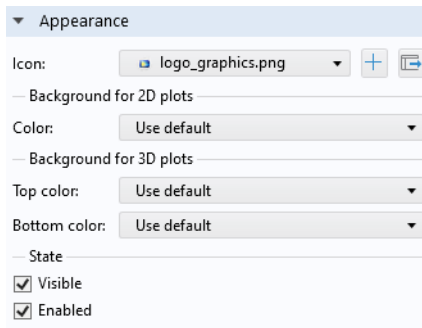 Appearance
Icon: logo_graphics.png
Background for 2D plots
Color: Use default
Background for 3D plots
Top color: Use default
Bottom color: Use default
State
Visible
Enabled